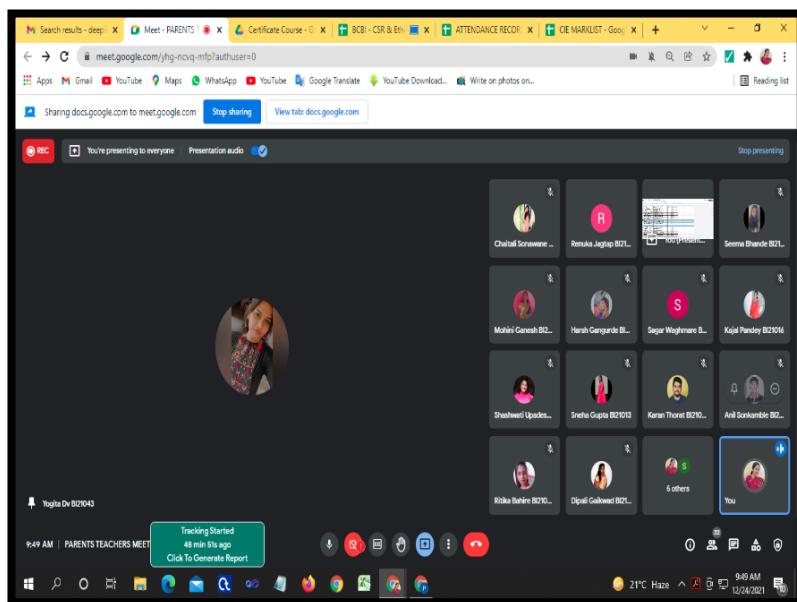 Search results - deepi
Meet - PARENTS T
Certificate Course - G
BCBI - CSR & Eth
ATTENDANCE RECOR
CIE MARKLIST - Goog
meet.google.com/yhg-ncvq-mfp?authuser=0
Apps
Gmail
YouTube
Maps
WhatsApp
YouTube
Google Translate
YouTube Download...
Write on photos on...
Reading list
Sharing docs.google.com to meet.google.com
Stop sharing
View tab: docs.google.com
REC
You're presenting to everyone
Presentation audio
Stop presenting
Chaitali Sonawane ...
R
Renuka Jagtap BI21...
You (Present...
Seema Bhande BI21...
Mohini Ganesh BI2...
Harsh Gangurde BI...
S
Sagar Waghmare B...
Kajal Pandey BI21016
Shashwati Upades...
Sneha Gupta BI21013
Karan Thorat BI210...
Anil Sonkamble BI2...
Ritika Bahire BI210...
Dipali Gaikwad BI21...
S
6 others
You
Yogita Dv BI21043
9:49 AM | PARENTS TEACHERS MEET
Tracking Started
48 min 51s ago
Click To Generate Report
22
21°C Haze
9:49 AM
12/24/2021